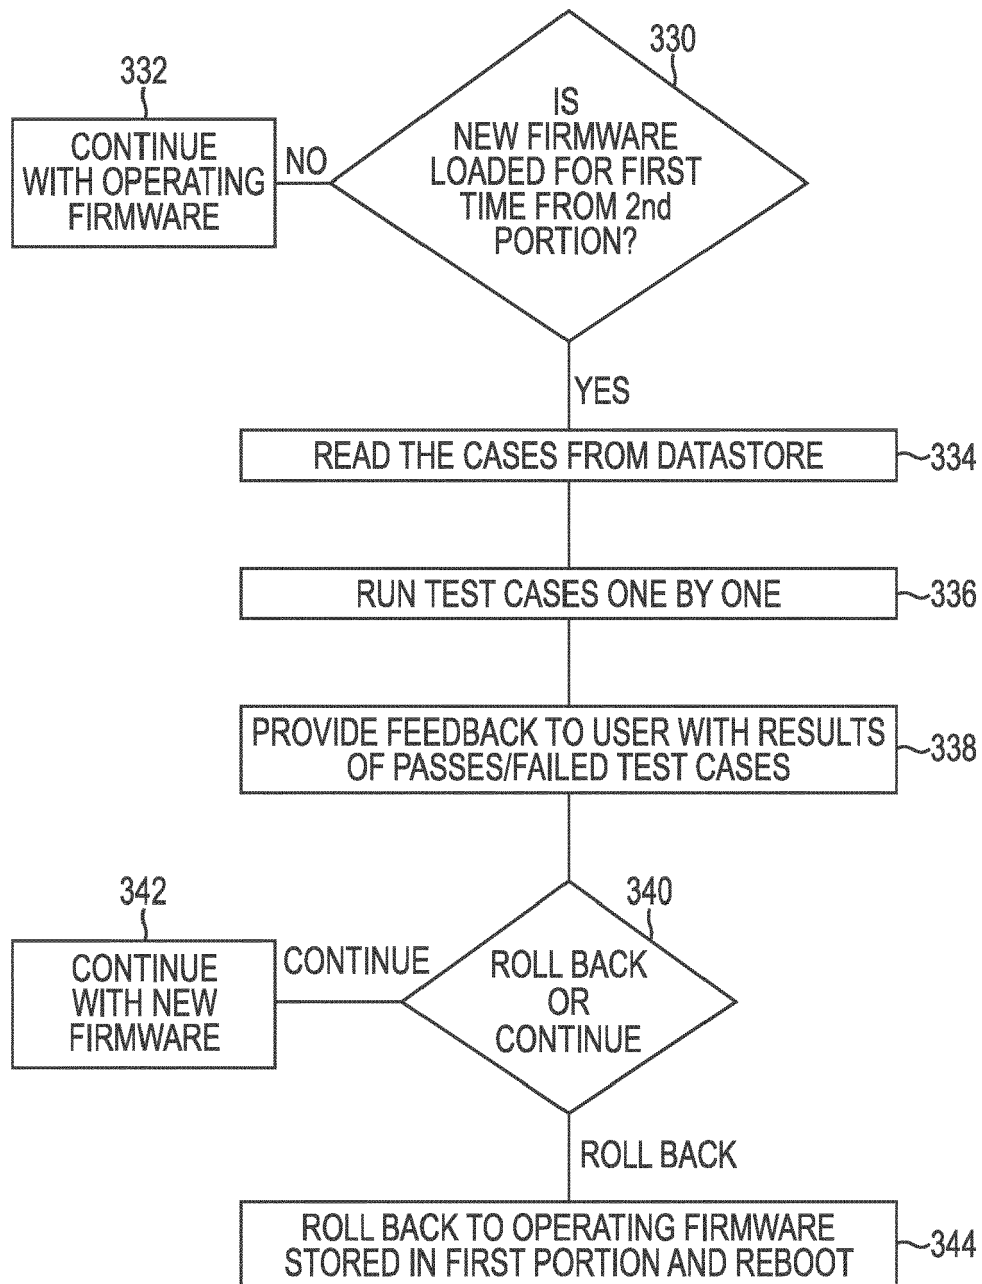 330
332
IS
NEW FIRMWARE
LOADED FOR FIRST
TIME FROM 2nd
PORTION?
NO
CONTINUE
WITH OPERATING
FIRMWARE
YES
READ THE CASES FROM DATASTORE
334
RUN TEST CASES ONE BY ONE
336
PROVIDE FEEDBACK TO USER WITH RESULTS
OF PASSES/FAILED TEST CASES
338
342
340
ROLL BACK
OR
CONTINUE
CONTINUE
CONTINUE
WITH NEW
FIRMWARE
ROLL BACK
ROLL BACK TO OPERATING FIRMWARE
STORED IN FIRST PORTION AND REBOOT
344